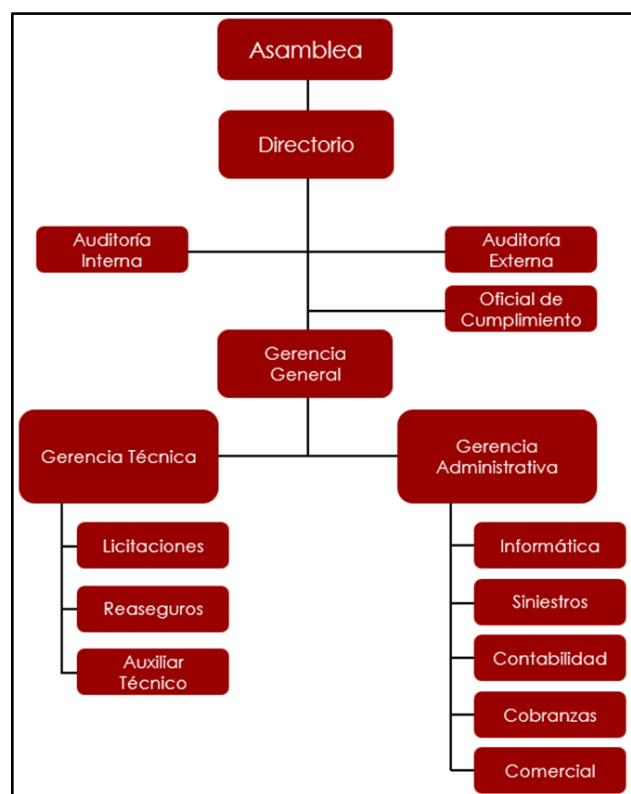 Asamblea
Directorio
Auditoría
Interna
Auditoría
Externa
Oficial de
Cumplimiento
Gerencia
General
Gerencia Técnica
Licitaciones
Reaseguros
Auxiliar
Técnico
Gerencia
Administrativa
Informática
Siniestros
Contabilidad
Cobranzas
Comercial